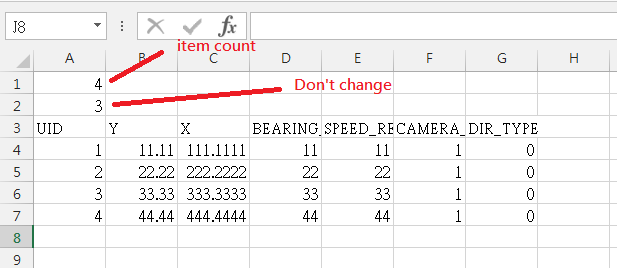 J8
item count
A B C D E F G H
1 4
Don't change
2 3
3 UID Y X BEARING_ SPEED_RE CAMERA_ DIR_TYPE
4 1 11.11 111.1111 11 11 1 0
5 2 22.22 222.2222 22 22 1 0
6 3 33.33 333.3333 33 33 1 0
7 4 44.44 444.4444 44 44 1 0
8
9